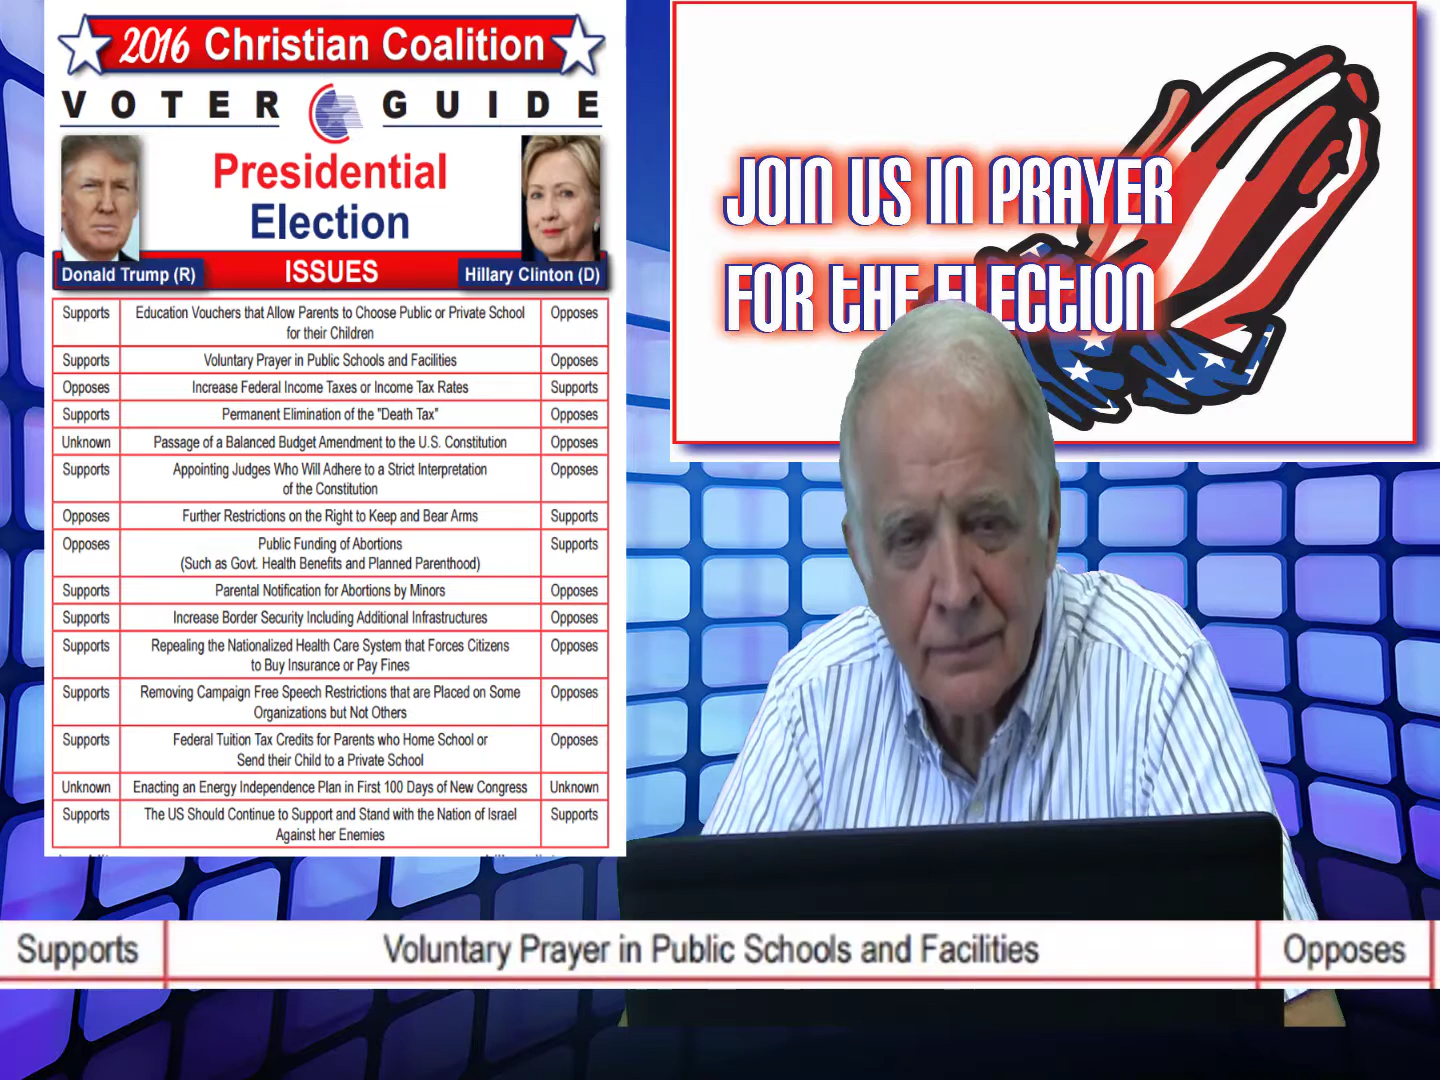 2016 Christian Coalition
VOTER GUIDE
Presidential
Election
Donald Trump (R) ISSUES Hillary Clinton (D)
Supports Education Vouchers that Allow Parents to Choose Public or Private School Opposes
for their Children
Supports Voluntary Prayer in Public Schools and Facilities Opposes
Opposes Increase Federal Income Taxes or Income Tax Rates Supports
Supports Permanent Elimination of the "Death Tax" Opposes
Unknown Passage of a Balanced Budget Amendment to the U.S. Constitution Opposes
Supports Appointing Judges Who Will Adhere to a Strict Interpretation Opposes
of the Constitution
Opposes Further Restrictions on the Right to Keep and Bear Arms Supports
Opposes Public Funding of Abortions Supports
(Such as Govt. Health Benefits and Planned Parenthood)
Supports Parental Notification for Abortions by Minors Opposes
Supports Increase Border Security Including Additional Infrastructures Opposes
Supports Repealing the Nationalized Health Care System that Forces Citizens Opposes
to Buy Insurance or Pay Fines
Supports Removing Campaign Free Speech Restrictions that are Placed on Some Opposes
Organizations but Not Others
Supports Federal Tuition Tax Credits for Parents who Home School or Opposes
Send their Child to a Private School
Unknown Enacting an Energy Independence Plan in First 100 Days of New Congress Unknown
Supports The US Should Continue to Support and Stand with the Nation of Israel Supports
Against her Enemies
JOIN US IN PRAYER
FOR THE ELECTION
Supports Voluntary Prayer in Public Schools and Facilities Opposes